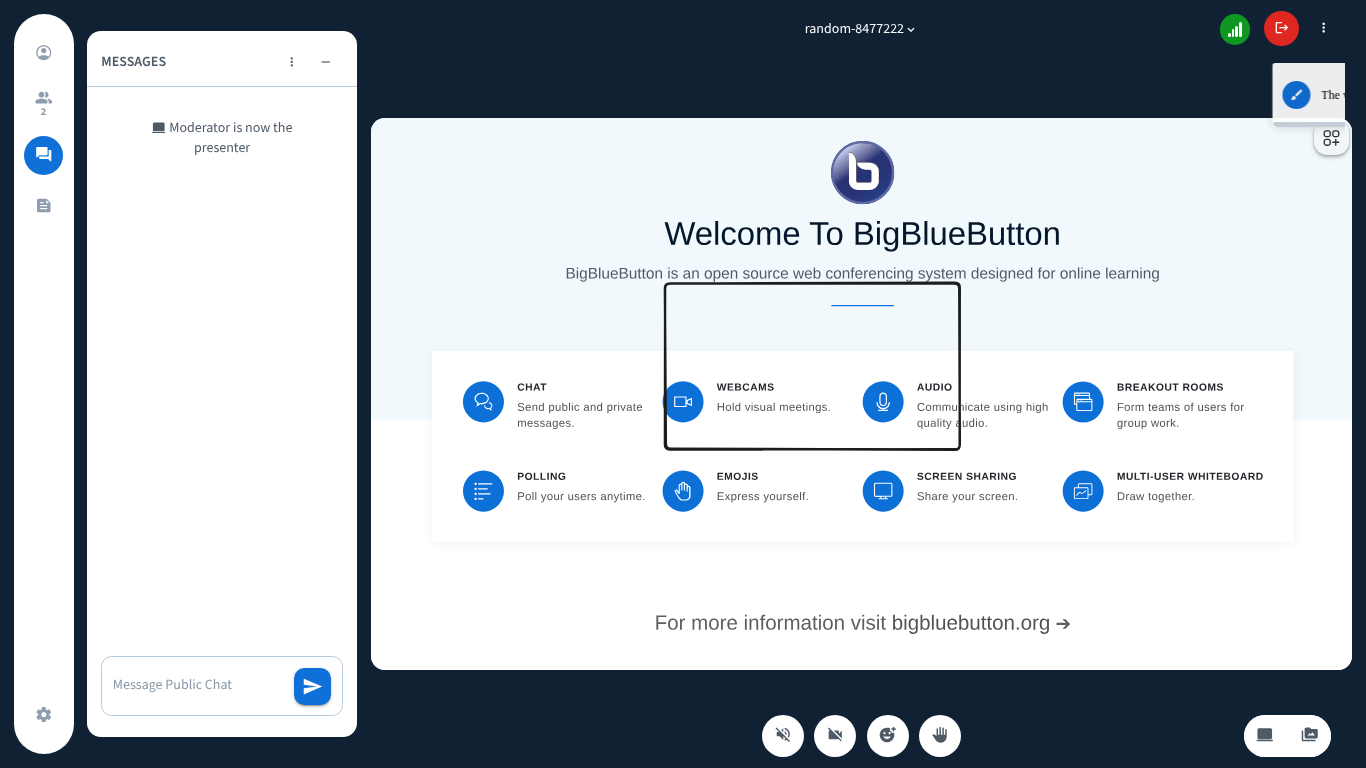 random-8477222
MESSAGES
2
Moderator is now the
presenter
The
Welcome To BigBlueButton
BigBlueButton is an open source web conferencing system designed for online learning
CHAT
Send public and private
messages.
WEBCAMS
Hold visual meetings.
AUDIO
Communicate using high
quality audio.
BREAKOUT ROOMS
Form teams of users for
group work.
POLLING
Poll your users anytime.
EMOJIS
Express yourself.
SCREEN SHARING
Share your screen.
MULTI-USER WHITEBOARD
Draw together.
For more information visit bigbluebutton.org ➔
Message Public Chat